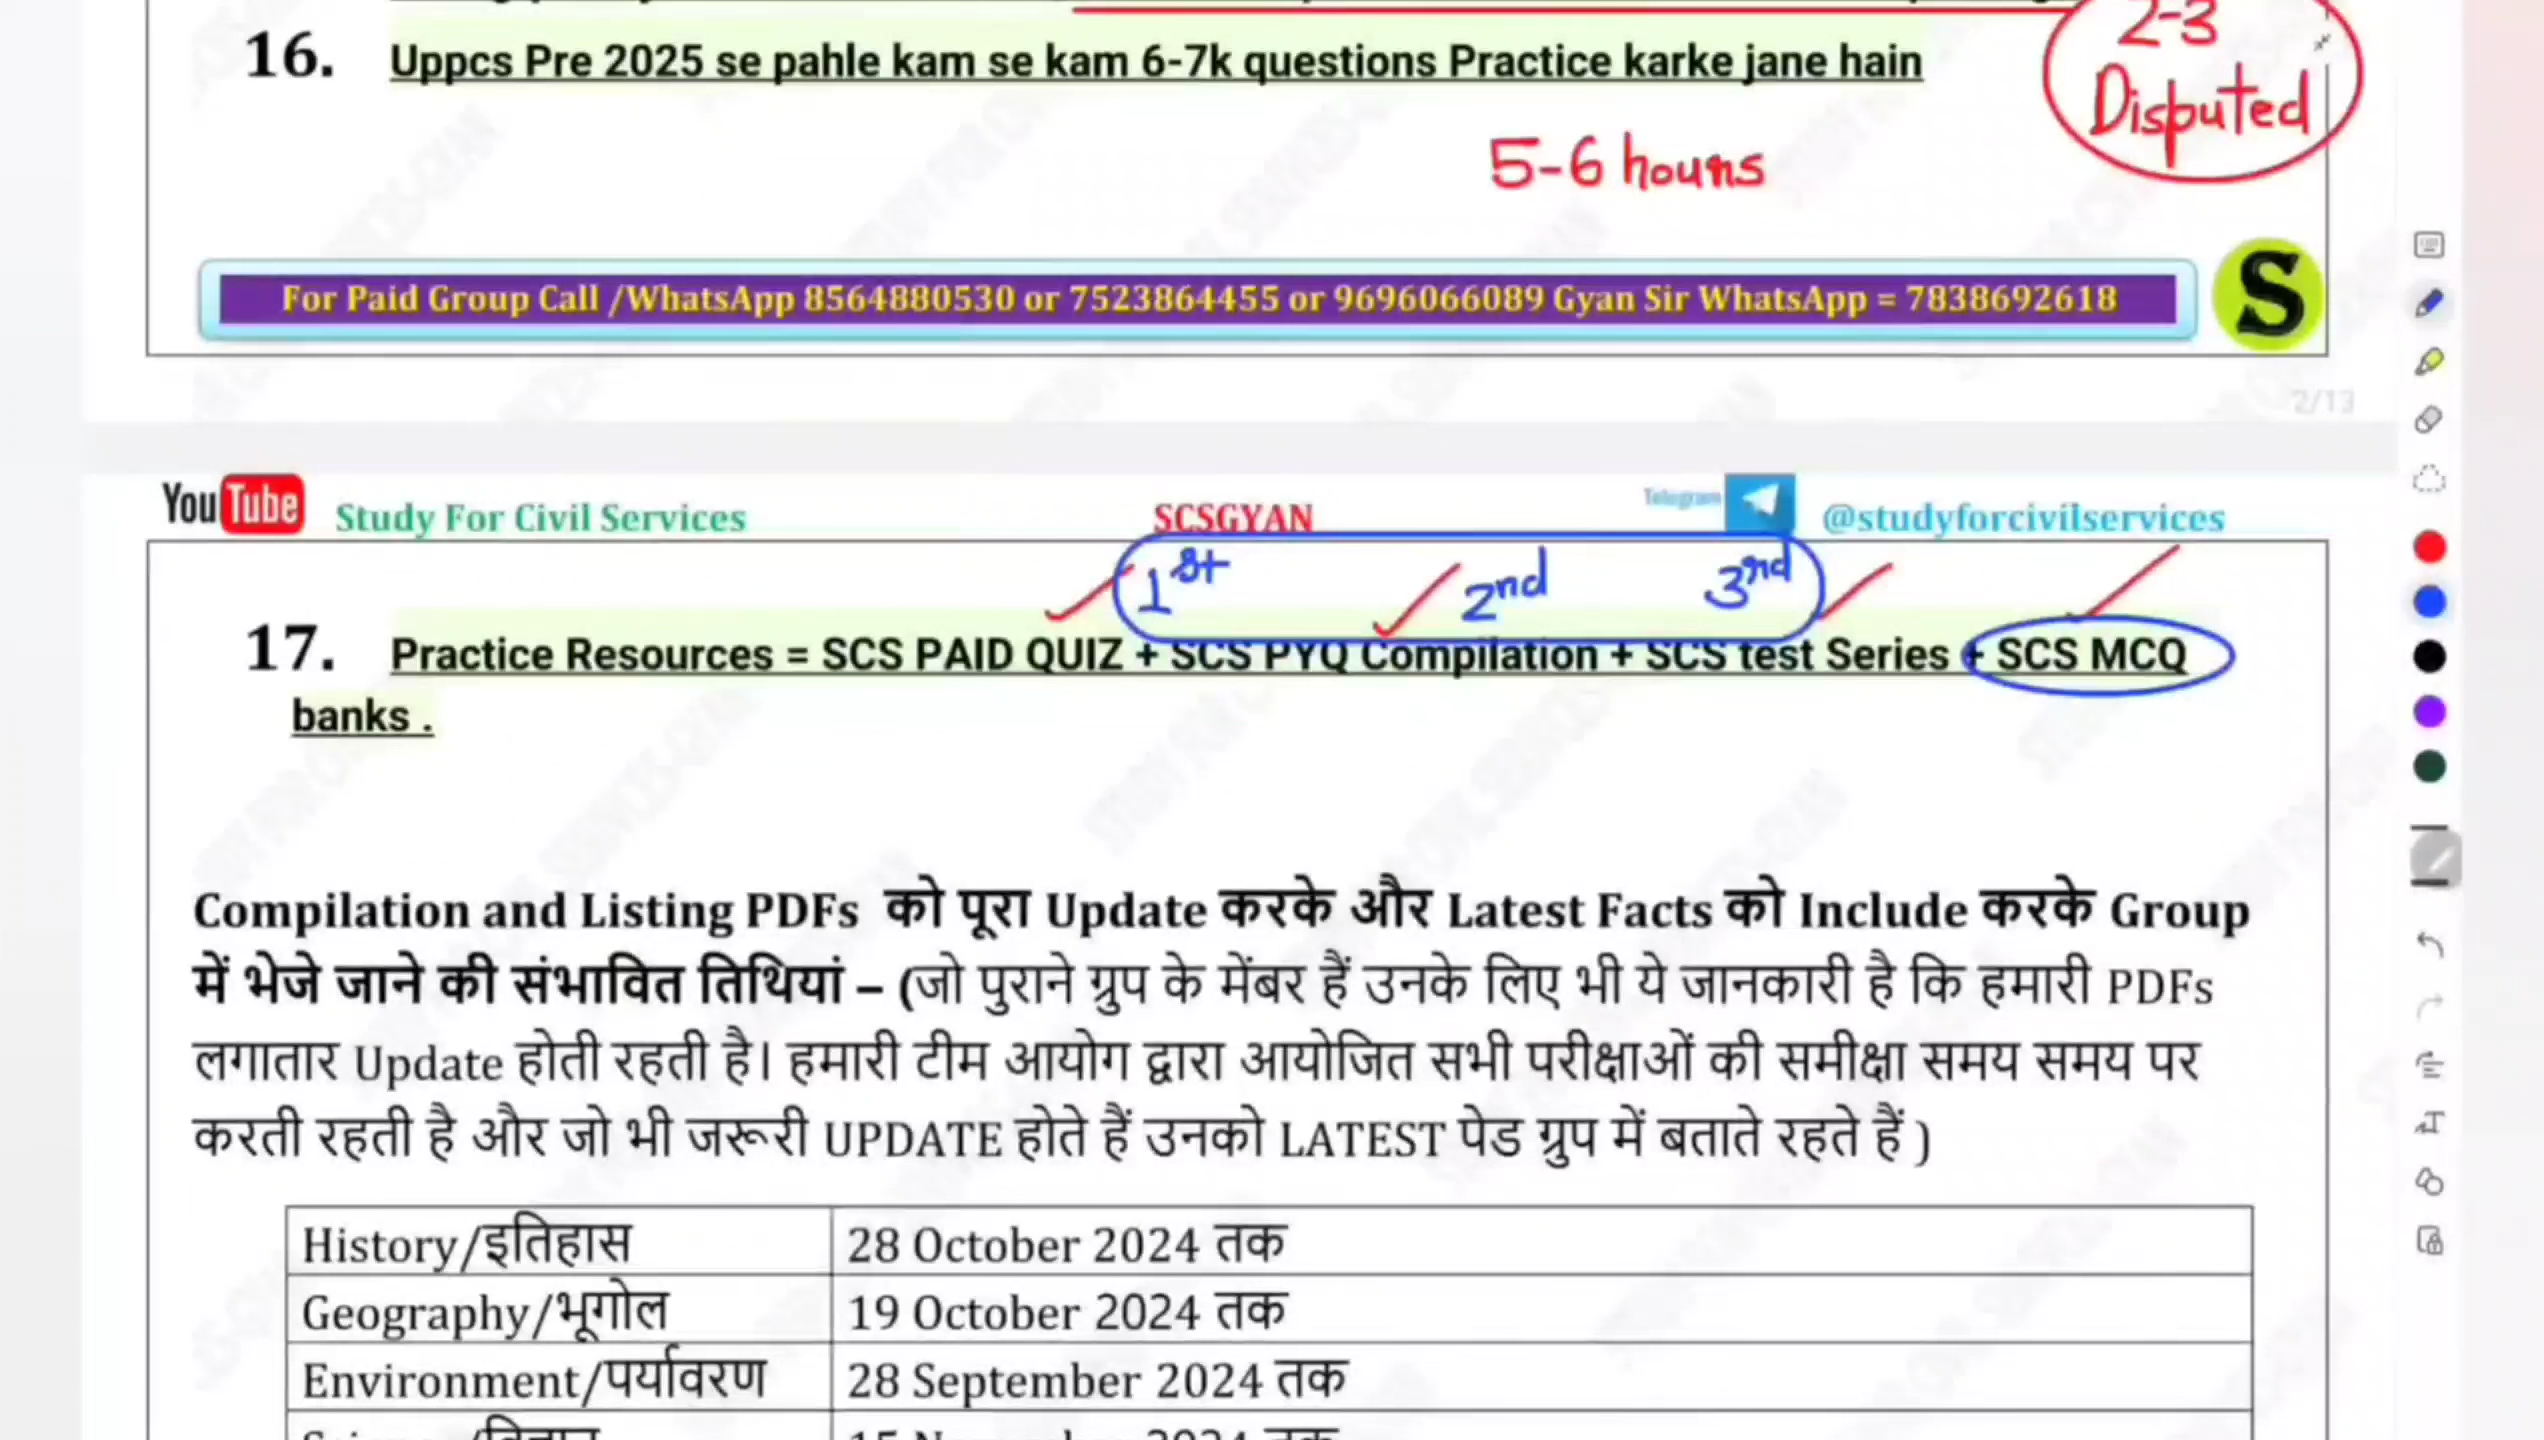 2-3
Disputed
16. Uppcs Pre 2025 se pahle kam se kam 6-7k questions Practice karke jane hain
5-6 hours
For Paid Group Call /WhatsApp 8564880530 or 7523864455 or 9696066089 Gyan Sir WhatsApp = 7838692618
S
2/13
YouTube Study For Civil Services SCSGYAN Telegram @studyforcivilservices
1st 2nd 3rd
17. Practice Resources = SCS PAID QUIZ + SCS PYQ Compilation + SCS test Series + SCS MCQ
banks .
Compilation and Listing PDFs को पूरा Update करके और Latest Facts को Include करके Group
में भेजे जाने की संभावित तिथियां – (जो पुराने ग्रुप के मेंबर हैं उनके लिए भी ये जानकारी है कि हमारी PDFs
लगातार Update होती रहती है। हमारी टीम आयोग द्वारा आयोजित सभी परीक्षाओं की समीक्षा समय समय पर
करती रहती है और जो भी जरूरी UPDATE होते हैं उनको LATEST पेड ग्रुप में बताते रहते हैं )
History/इतिहास 28 October 2024 तक
Geography/भूगोल 19 October 2024 तक
Environment/पर्यावरण 28 September 2024 तक